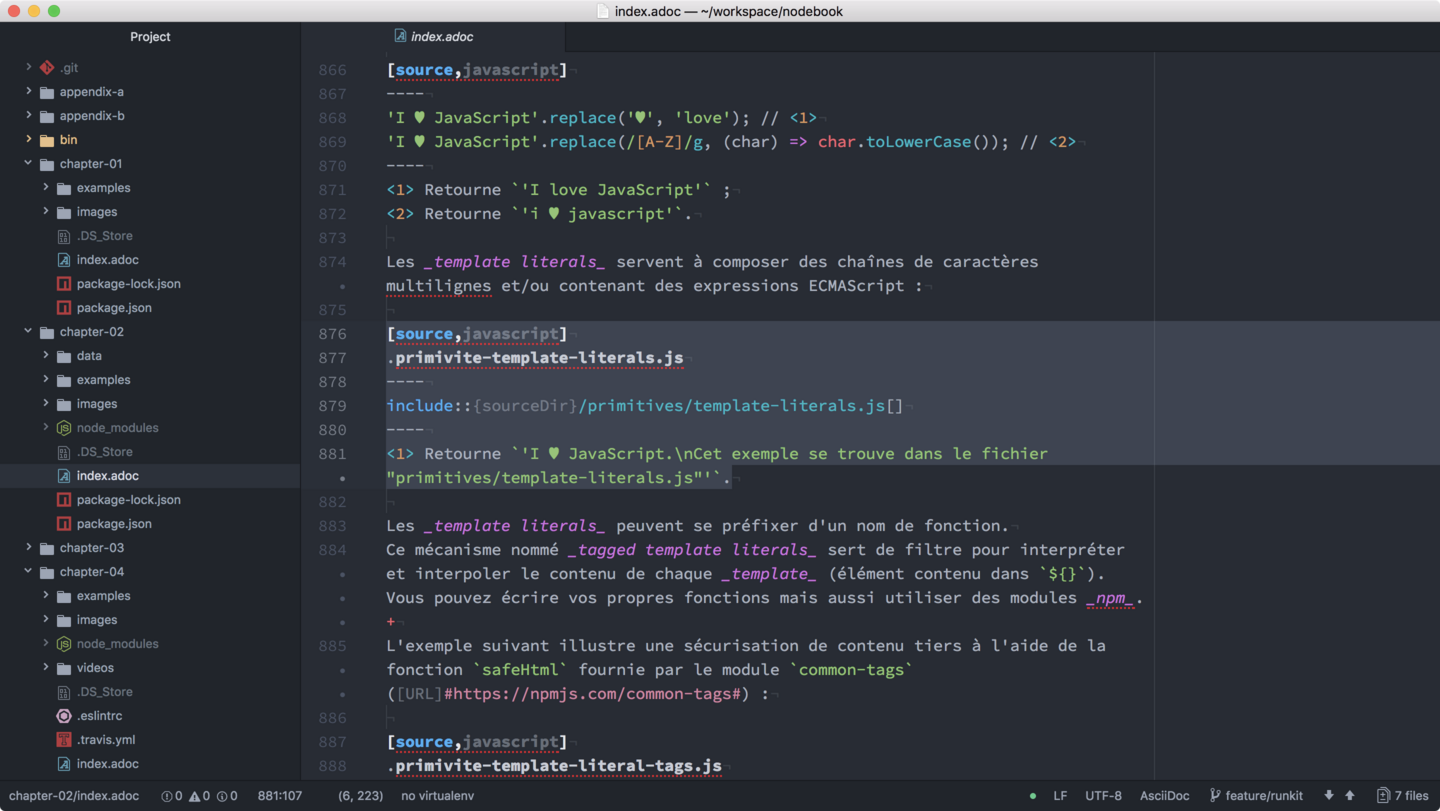 index.adoc — ~/workspace/nodebook
Project
.git
appendix-a
appendix-b
bin
chapter-01
examples
images
.DS_Store
index.adoc
package-lock.json
package.json
chapter-02
data
examples
images
node_modules
.DS_Store
index.adoc
package-lock.json
package.json
chapter-03
chapter-04
examples
images
node_modules
videos
.DS_Store
.eslintrc
.travis.yml
index.adoc
index.adoc
866 [source,javascript]¬
867 ----¬
868 'I ♥ JavaScript'.replace('♥', 'love'); // <1>¬
869 'I ♥ JavaScript'.replace(/[A-Z]/g, (char) => char.toLowerCase()); // <2>¬
870 ----¬
871 <1> Retourne `'I love JavaScript'` ;¬
872 <2> Retourne `'i ♥ javascript'`.¬
873 ¬
874 Les _template literals_ servent à composer des chaînes de caractères
• multilignes et/ou contenant des expressions ECMAScript :¬
875 ¬
876 [source,javascript]¬
877 .primivite-template-literals.js¬
878 ----¬
879 include::{sourceDir}/primitives/template-literals.js[]¬
880 ----¬
881 <1> Retourne `'I ♥ JavaScript.\nCet exemple se trouve dans le fichier
• "primitives/template-literals.js"'`.¬
882 ¬
883 Les _template literals_ peuvent se préfixer d'un nom de fonction.¬
884 Ce mécanisme nommé _tagged template literals_ sert de filtre pour interpréter
• et interpoler le contenu de chaque _template_ (élément contenu dans `${}`).
• Vous pouvez écrire vos propres fonctions mais aussi utiliser des modules _npm_.
• +¬
885 L'exemple suivant illustre une sécurisation de contenu tiers à l'aide de la
• fonction `safeHtml` fournie par le module `common-tags`
• ([URL]#https://npmjs.com/common-tags#) :¬
886 ¬
887 [source,javascript]¬
888 .primivite-template-literal-tags.js¬
chapter-02/index.adoc 0 0 0 881:107 (6, 223) no virtualenv LF UTF-8 AsciiDoc feature/runkit 7 files